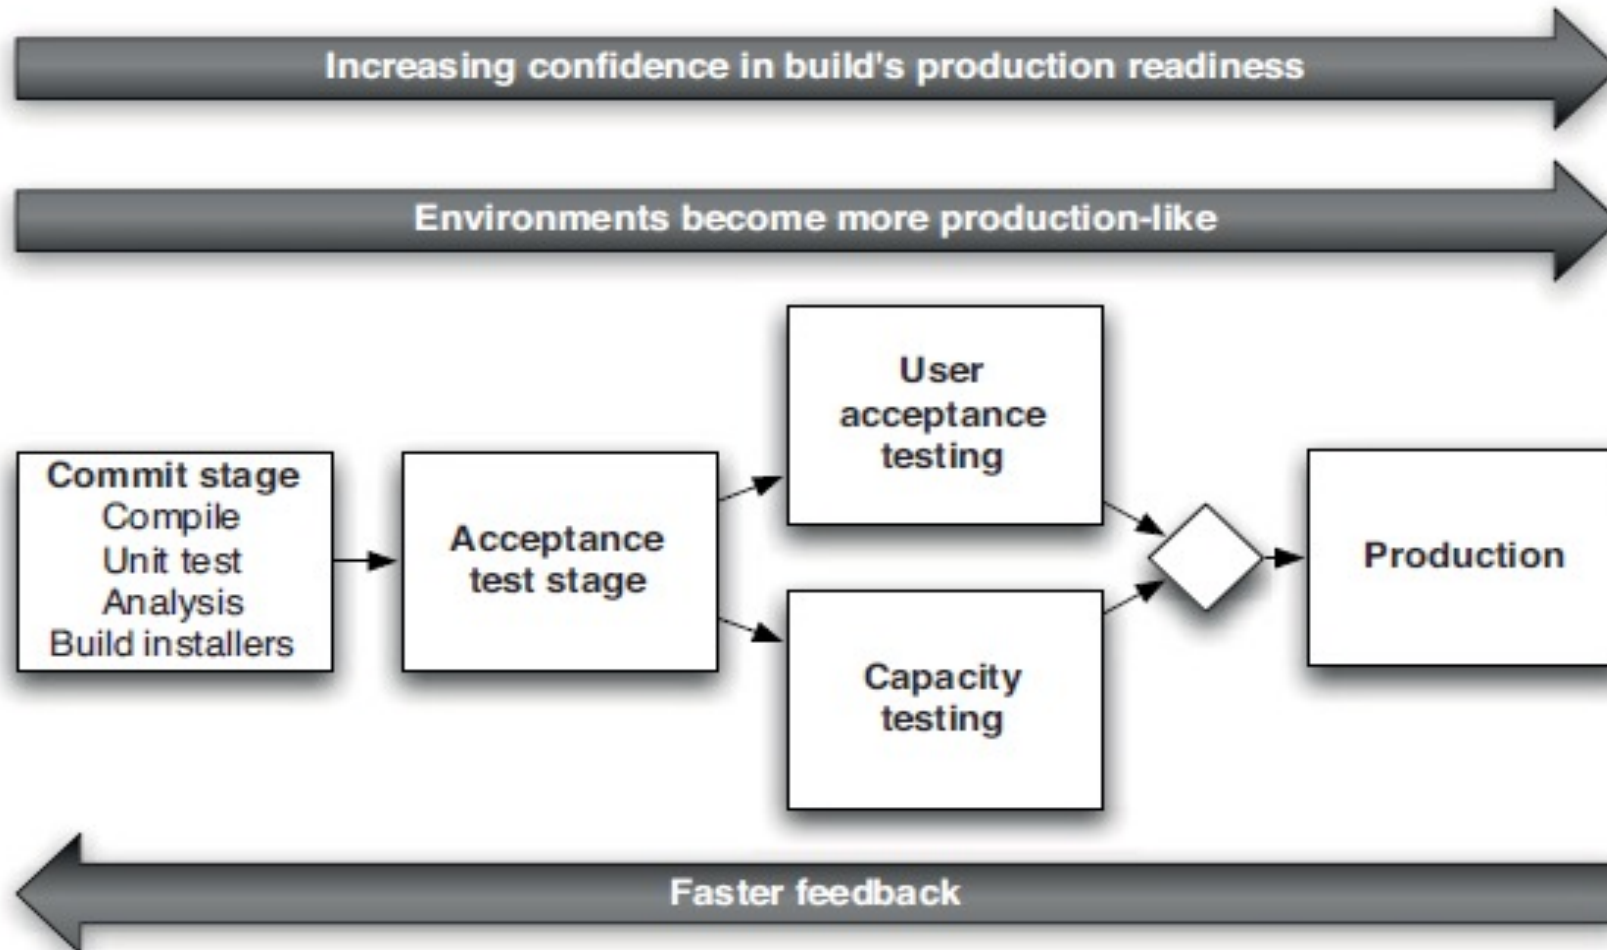 Increasing confidence in build's production readiness
Environments become more production-like
Commit stage
Compile
Unit test
Analysis
Build installers
Acceptance
test stage
User
acceptance
testing
Capacity
testing
Production
Faster feedback